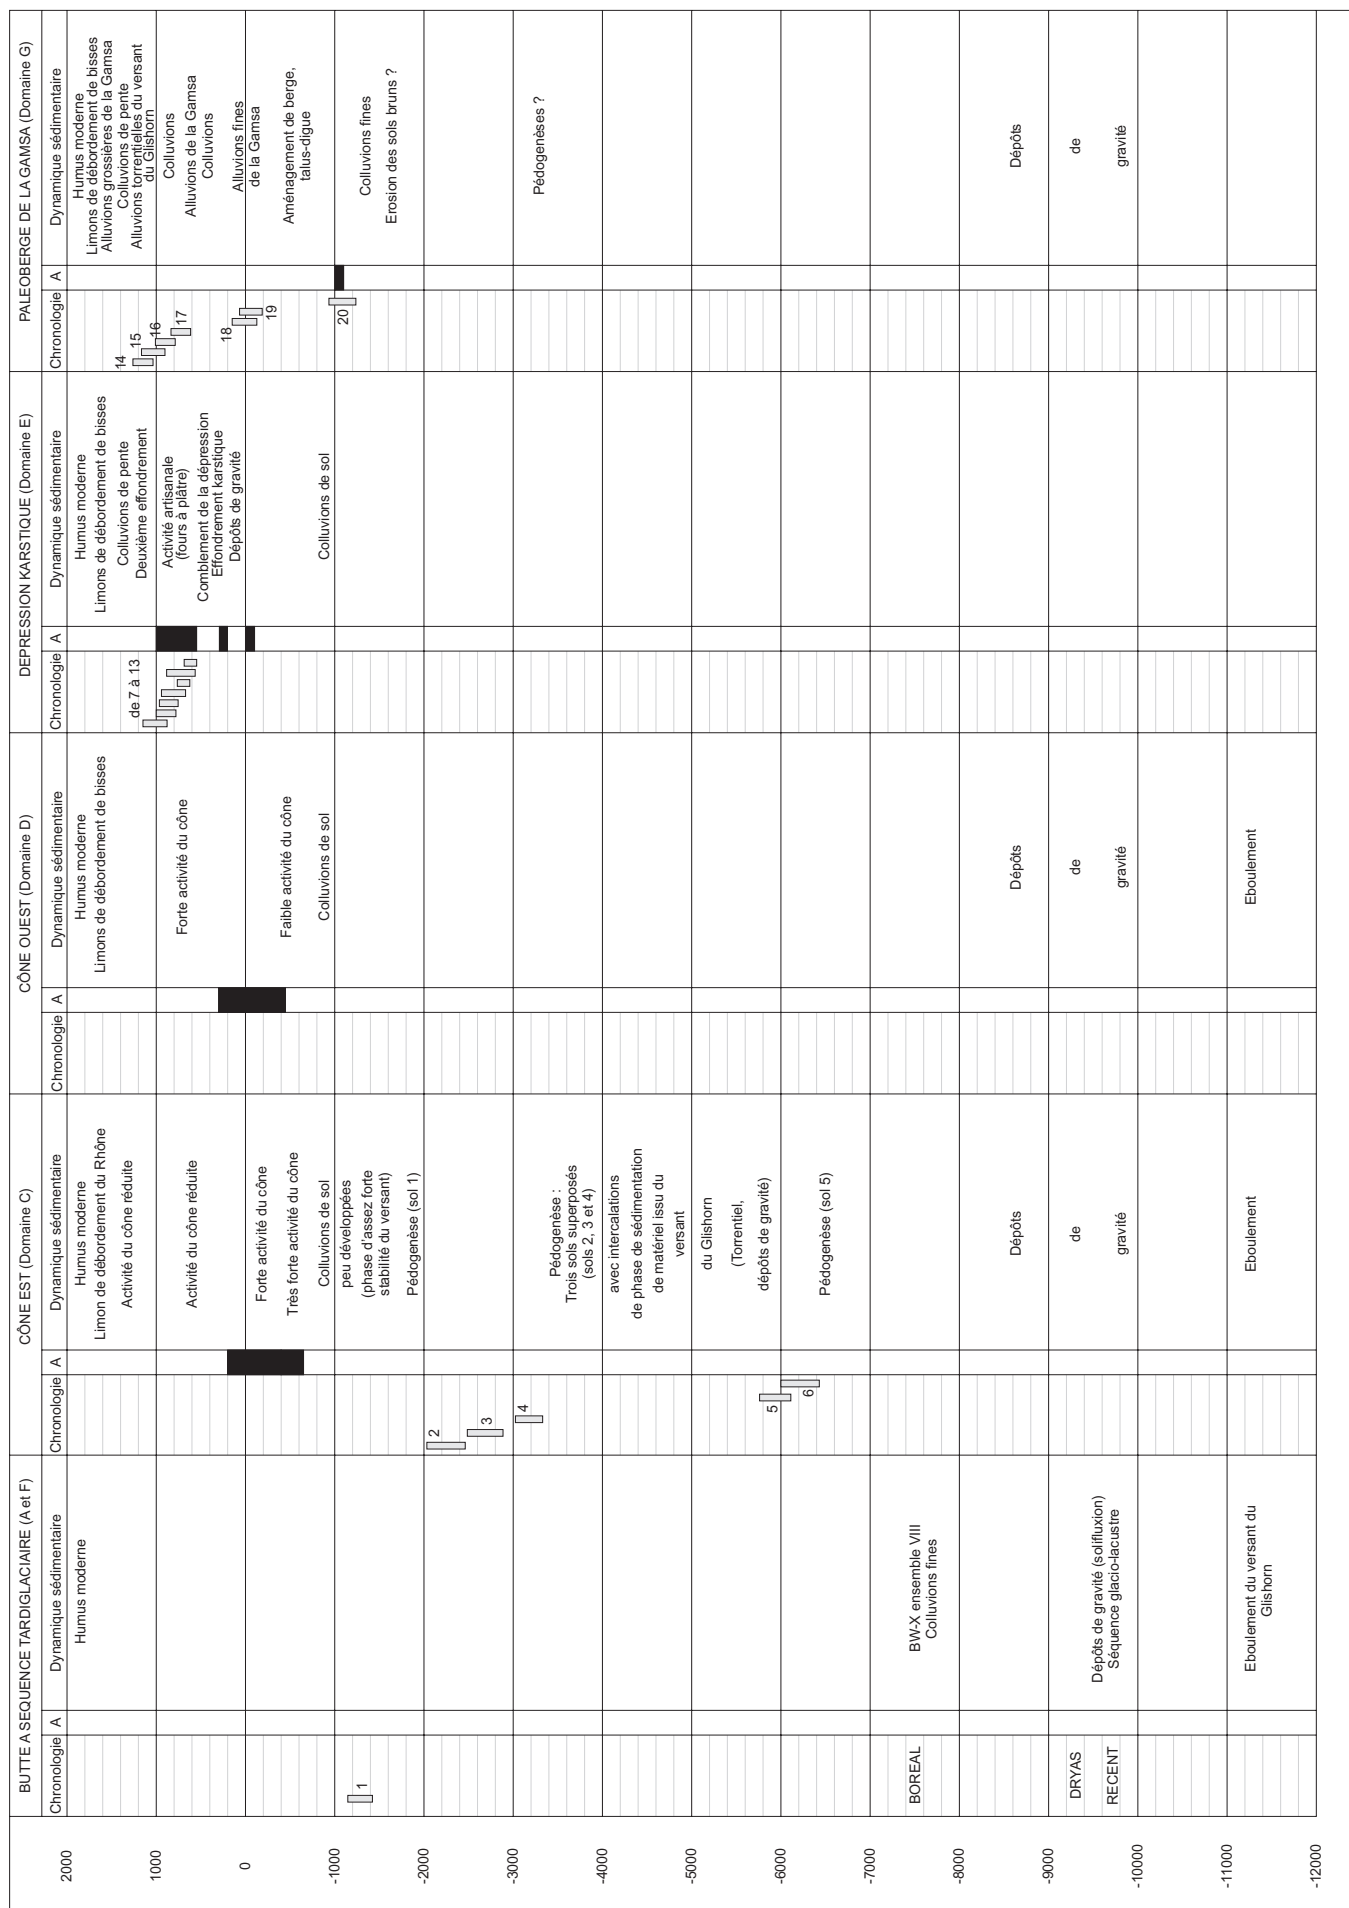 BUTTE A SEQUENCE TARDIGLACIAIRE (A et F)
CÔNE EST (Domaine C)
CÔNE OUEST (Domaine D)
DEPRESSION KARSTIQUE (Domaine E)
PALEOBERGE DE LA GAMSA (Domaine G)
Chronologie
A
Dynamique sédimentaire
Chronologie
A
Dynamique sédimentaire
Chronologie
A
Dynamique sédimentaire
Chronologie
A
Dynamique sédimentaire
Chronologie
A
Dynamique sédimentaire
2000
1000
0
-1000
-2000
-3000
-4000
-5000
-6000
-7000
-8000
-9000
-10000
-11000
-12000
1
BOREAL
DRYAS
RECENT
Humus moderne
BW-X ensemble VIII
Colluvions fines
Dépôts de gravité (solifluxion)
Séquence glacio-lacustre
Eboulement du versant du
Glishorn
2
3
4
5
6
Humus moderne
Limon de débordement du Rhône
Activité du cône réduite
Activité du cône réduite
Forte activité du cône
Très forte activité du cône
Colluvions de sol
peu développées
(phase d'assez forte
stabilité du versant)
Pédogenèse (sol 1)
Pédogenèse :
Trois sols superposés
(sols 2, 3 et 4)
avec intercalations
de phase de sédimentation
de matériel issu du
versant
du Glishorn
(Torrentiel,
dépôts de gravité)
Pédogenèse (sol 5)
Dépôts
de
gravité
Eboulement
Humus moderne
Limons de débordement de bisses
Forte activité du cône
Faible activité du cône
Colluvions de sol
Dépôts
de
gravité
Eboulement
de 7 à 13
Humus moderne
Limons de débordement de bisses
Colluvions de pente
Deuxième effondrement
Activité artisanale
(fours à plâtre)
Comblement de la dépression
Effondrement karstique
Dépôts de gravité
Colluvions de sol
14
15
16
17
18
19
20
Humus moderne
Limons de débordement de bisses
Alluvions grossières de la Gamsa
Colluvions de pente
Alluvions torrentielles du versant
du Glishorn
Colluvions
Alluvions de la Gamsa
Colluvions
Alluvions fines
de la Gamsa
Aménagement de berge,
talus-digue
Colluvions fines
Erosion des sols bruns ?
Pédogenèses ?
Dépôts
de
gravité